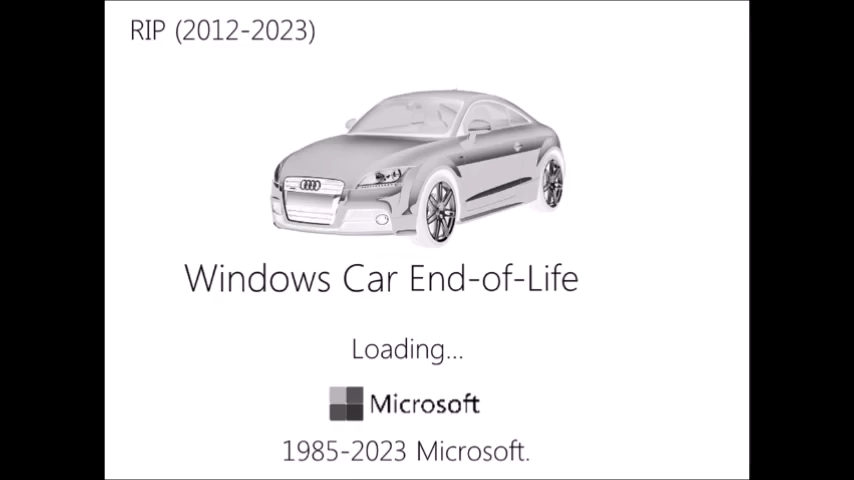 RIP (2012-2023)
Windows Car End-of-Life
Loading...
Microsoft
1985-2023 Microsoft.